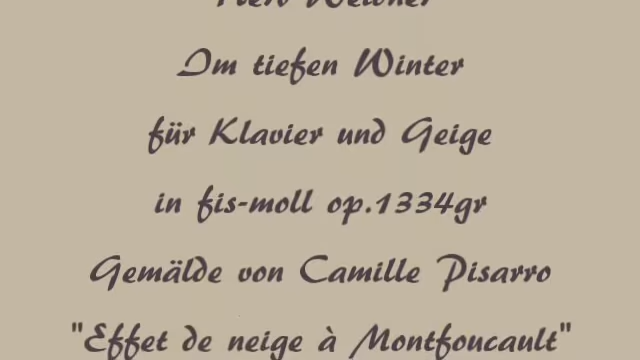 Im tiefen Winter
für Klavier und Geige
in fis-moll op.1334gr
Gemälde von Camille Pisarro
"Effet de neige à Montfoucault"